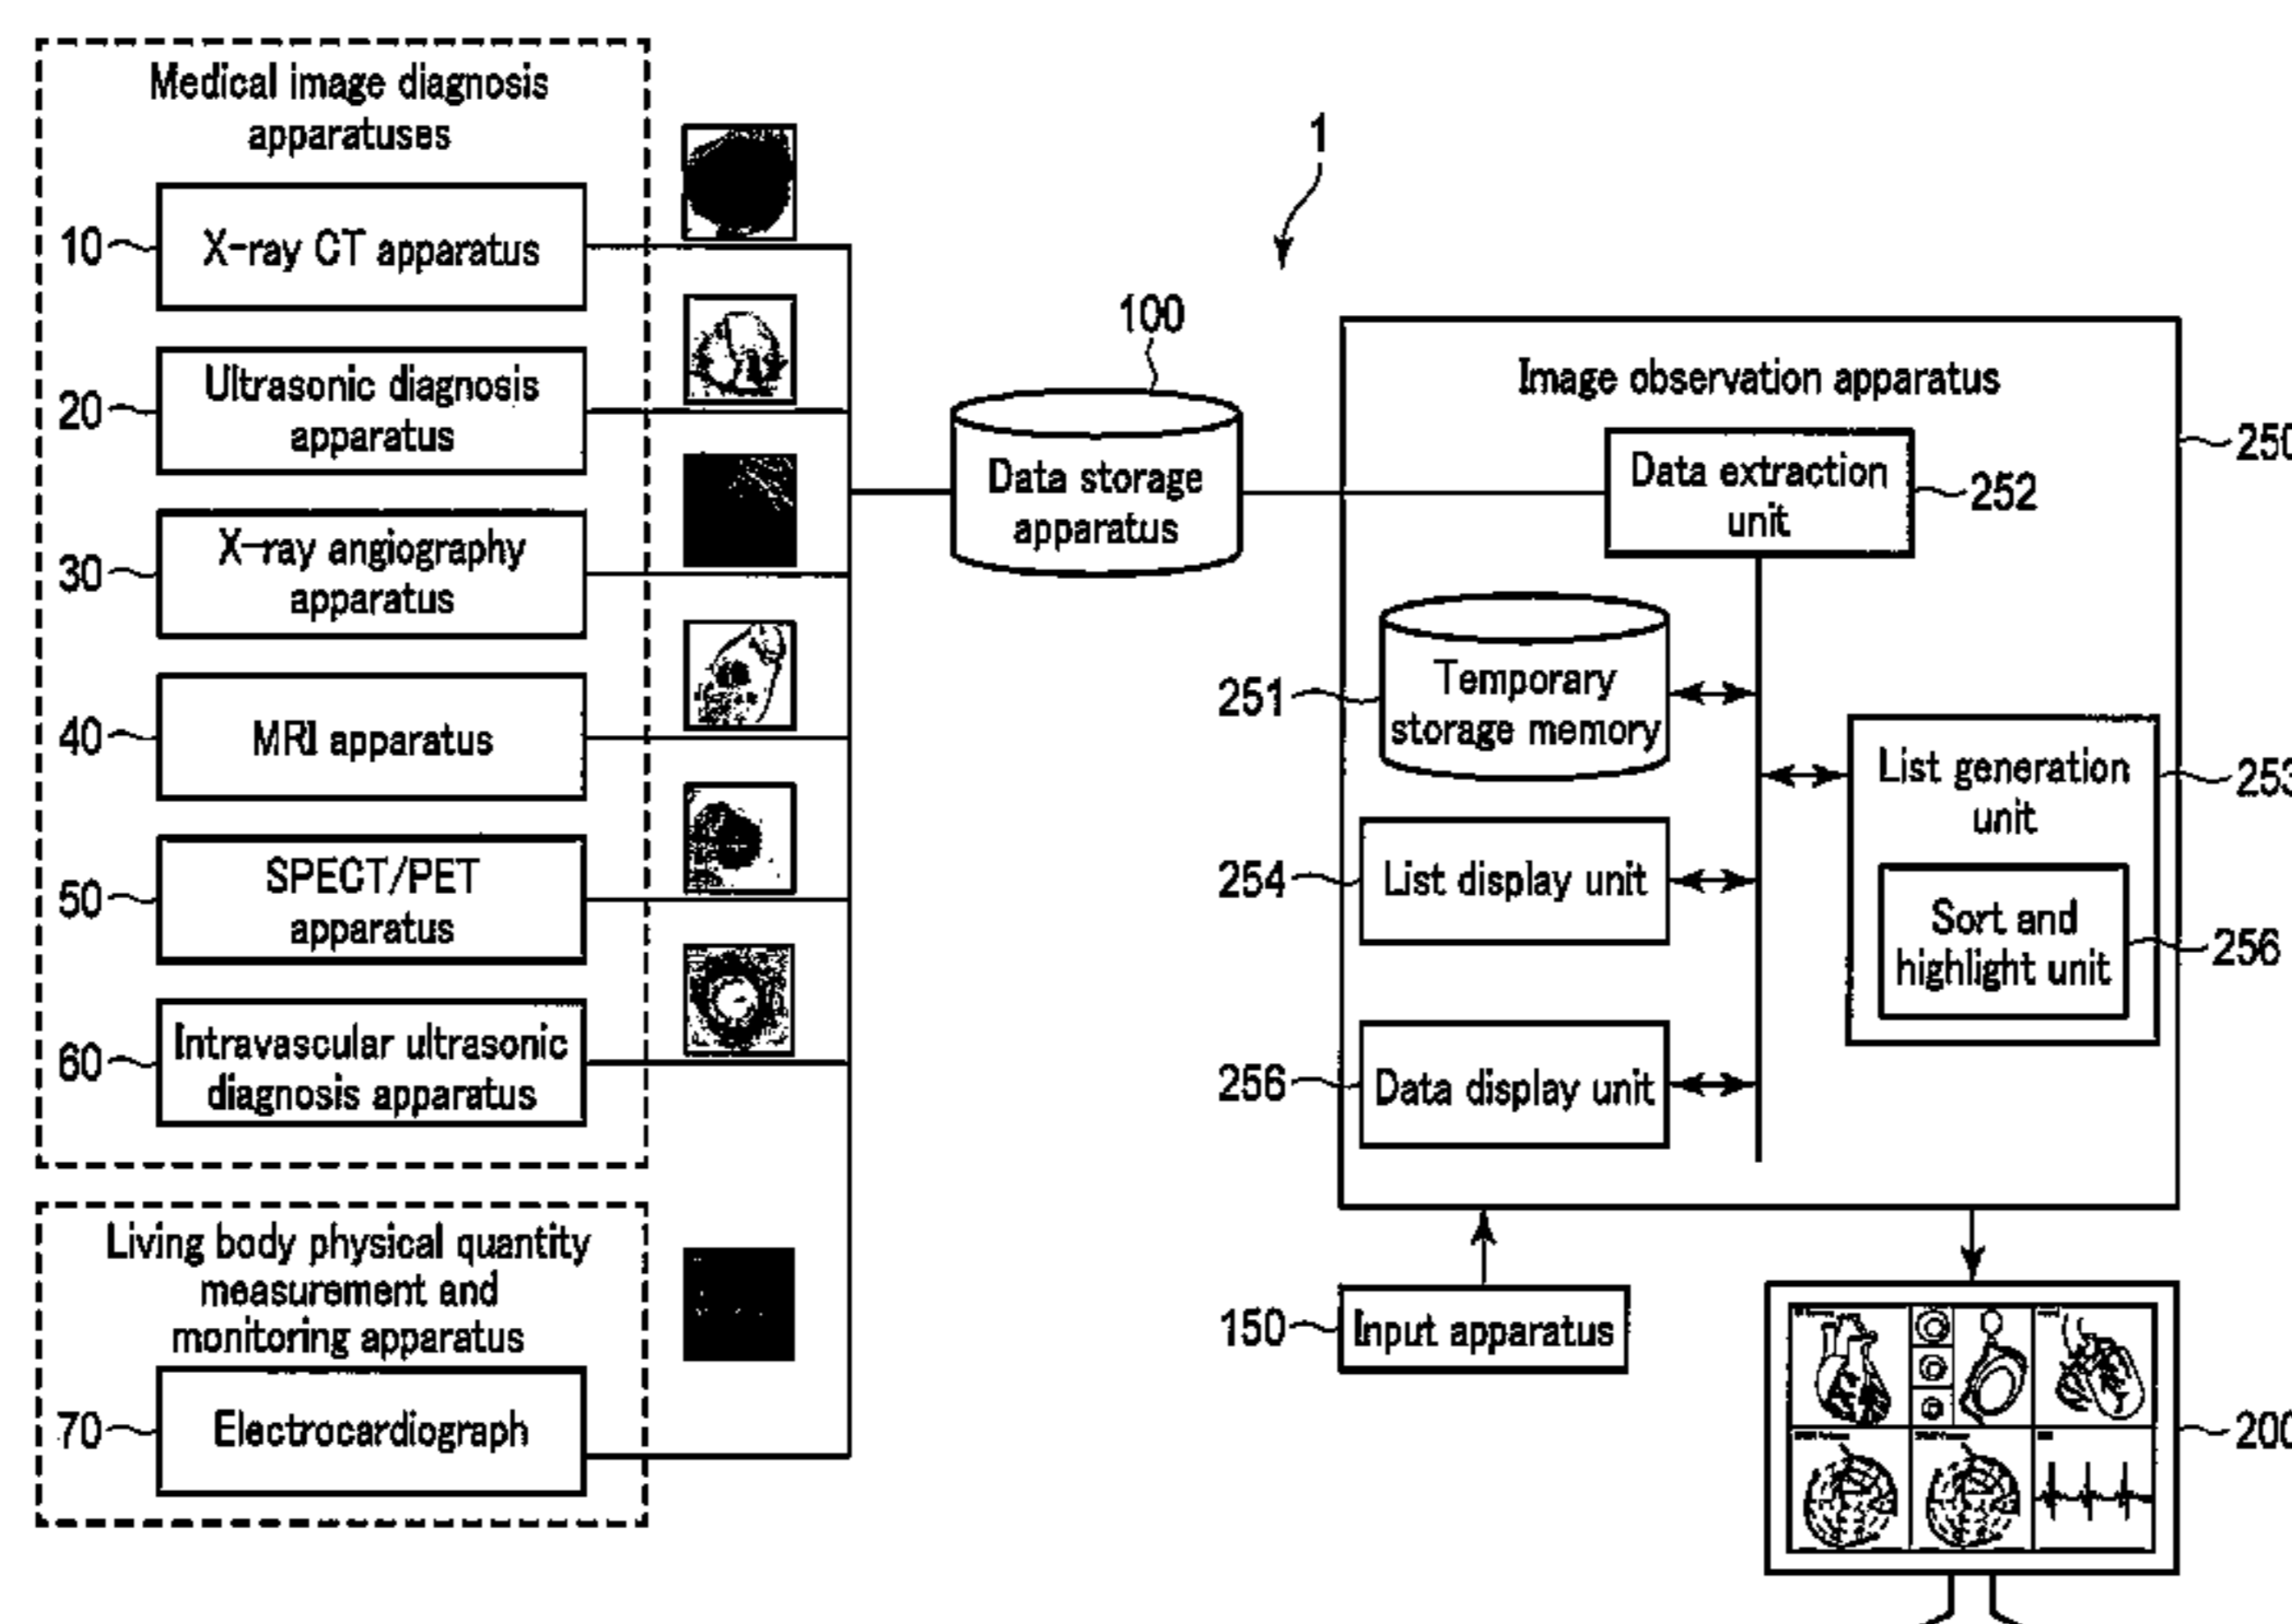 Medical image diagnosis
apparatuses
10
X-ray CT apparatus
20
Ultrasonic diagnosis
apparatus
30
X-ray angiography
apparatus
40
MRI apparatus
50
SPECT/PET
apparatus
60
Intravascular ultrasonic
diagnosis apparatus
Living body physical quantity
measurement and
monitoring apparatus
70
Electrocardiograph
1
100
Data storage
apparatus
Image observation apparatus
250
Data extraction
unit
252
251
Temporary
storage memory
List generation
unit
253
254
List display unit
Sort and
highlight unit
256
256
Data display unit
150
Input apparatus
200